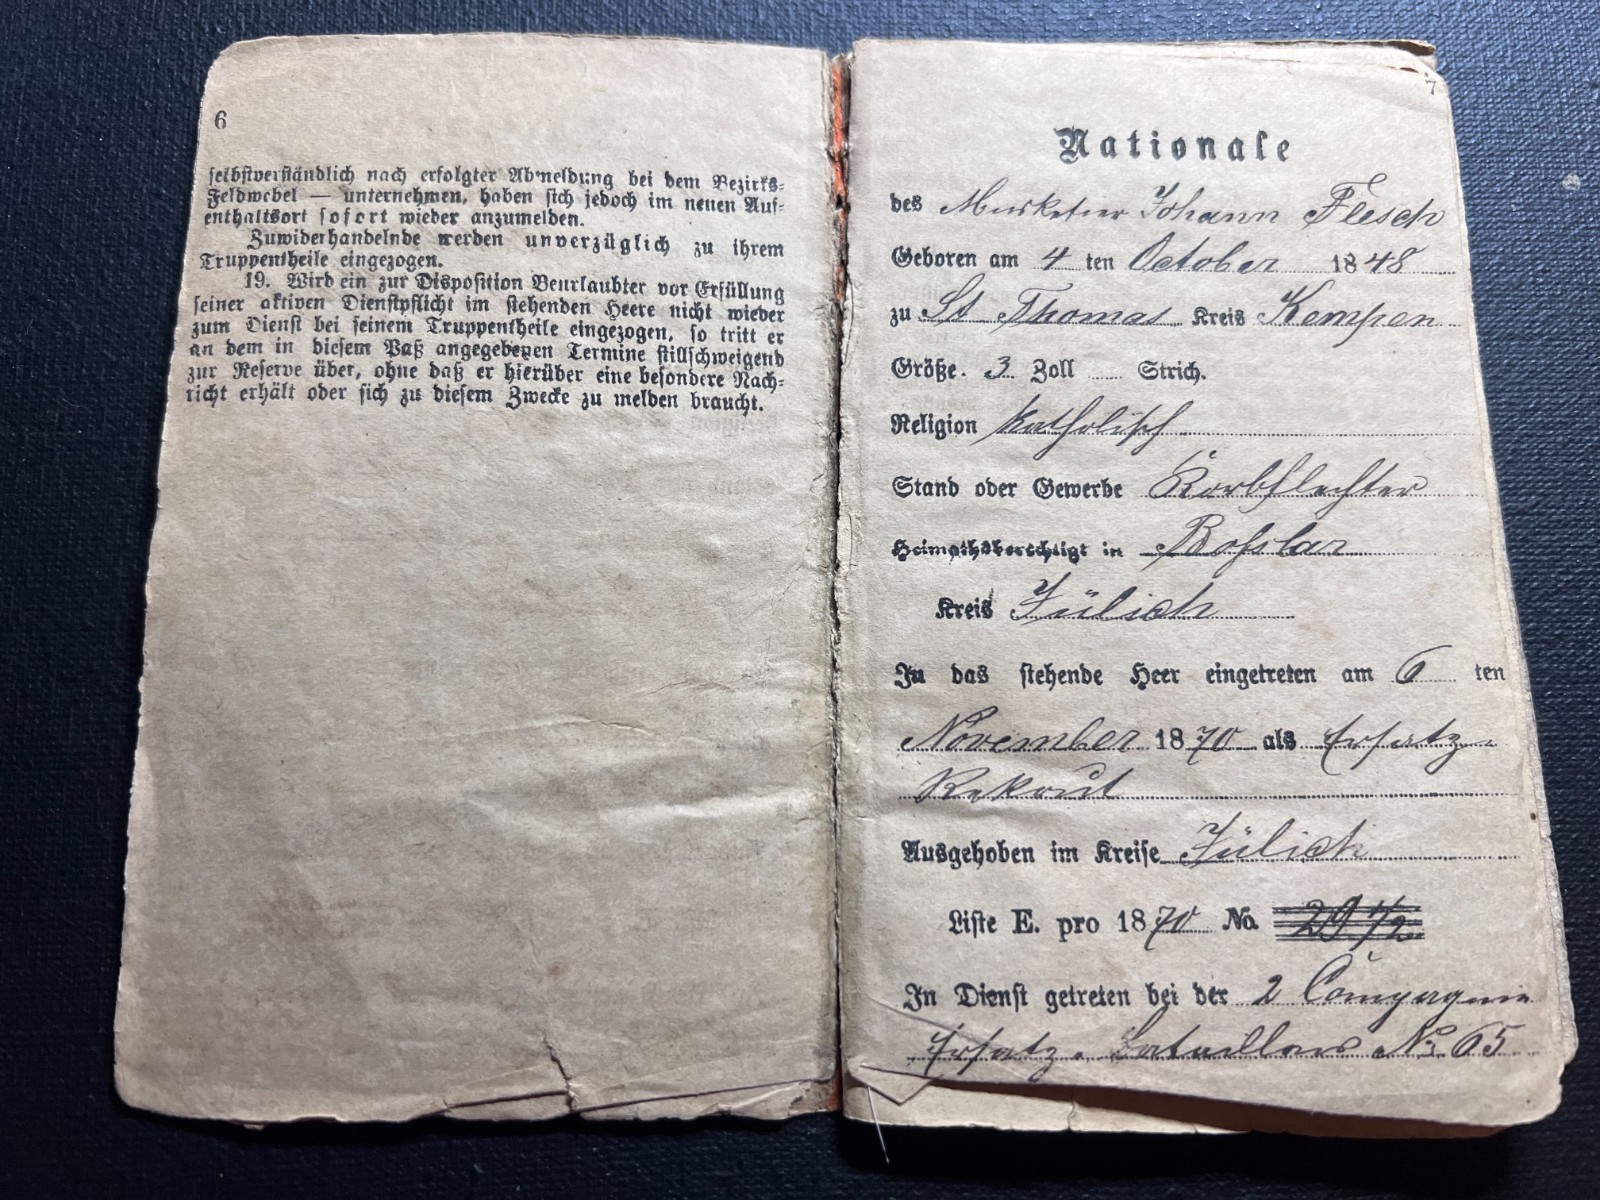 6
selbstverständlich nach erfolgter Abmeldung bei dem Bezirks-
Feldwebel — unternehmen, haben sich jedoch im neuen Auf-
enthaltsort sofort wieder anzumelden.
Zuwiderhandelnde werden unverzüglich zu ihrem
Truppentheile eingezogen.
19. Wird ein zur Disposition Beurlaubter vor Erfüllung
seiner aktiven Dienstpflicht im stehenden Heere nicht wieder
zum Dienst bei seinem Truppentheile eingezogen, so tritt er
an dem in diesem Paß angegebenen Termine stillschweigend
zur Reserve über, ohne daß er hierüber eine besondere Nach-
richt erhält oder sich zu diesem Zwecke zu melden braucht.
7
Nationale
des Musketier Johann Flesch
Geboren am 4 ten October 1848
zu St Thomas Kreis Kempen
Größe. 3 Zoll Strich.
Religion katholisch
Stand oder Gewerbe Korbflechter
Heimathsberechtigt in Boslar
Kreis Jülich
In das stehende Heer eingetreten am 6 ten
November 1870 als Ersatz-
Rekrut
Ausgehoben im Kreise Jülich
Liste E. pro 1870 No.
In Dienst getreten bei der 2 Compagnie
Ersatz-Bataillons No 65